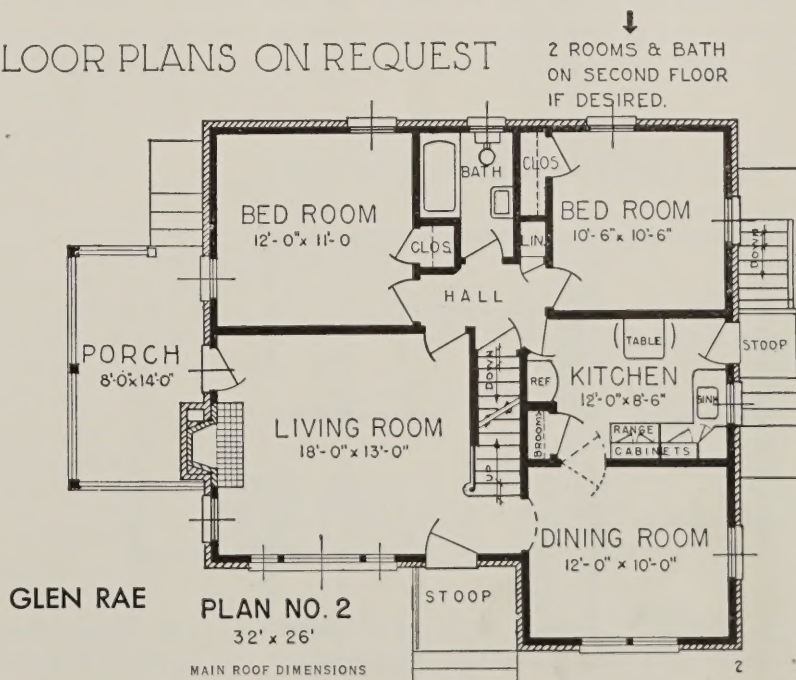 LOOR PLANS ON REQUEST
2 ROOMS & BATH
ON SECOND FLOOR
IF DESIRED.
BED ROOM
12'-0" x 11'-0
BATH
CLOS
CLOS.
LIN.
BED ROOM
10'-6" x 10'-6"
DOWN
HALL
PORCH
8'-0" x 14'-0"
LIVING ROOM
18'-0" x 13'-0"
DOWN
UP
REF
BROOMS
TABLE
KITCHEN
12'-0" x 8'-6"
SINK
RANGE
CABINETS
STOOP
DINING ROOM
12'-0" x 10'-0"
STOOP
GLEN RAE
PLAN NO. 2
32' x 26'
MAIN ROOF DIMENSIONS
2